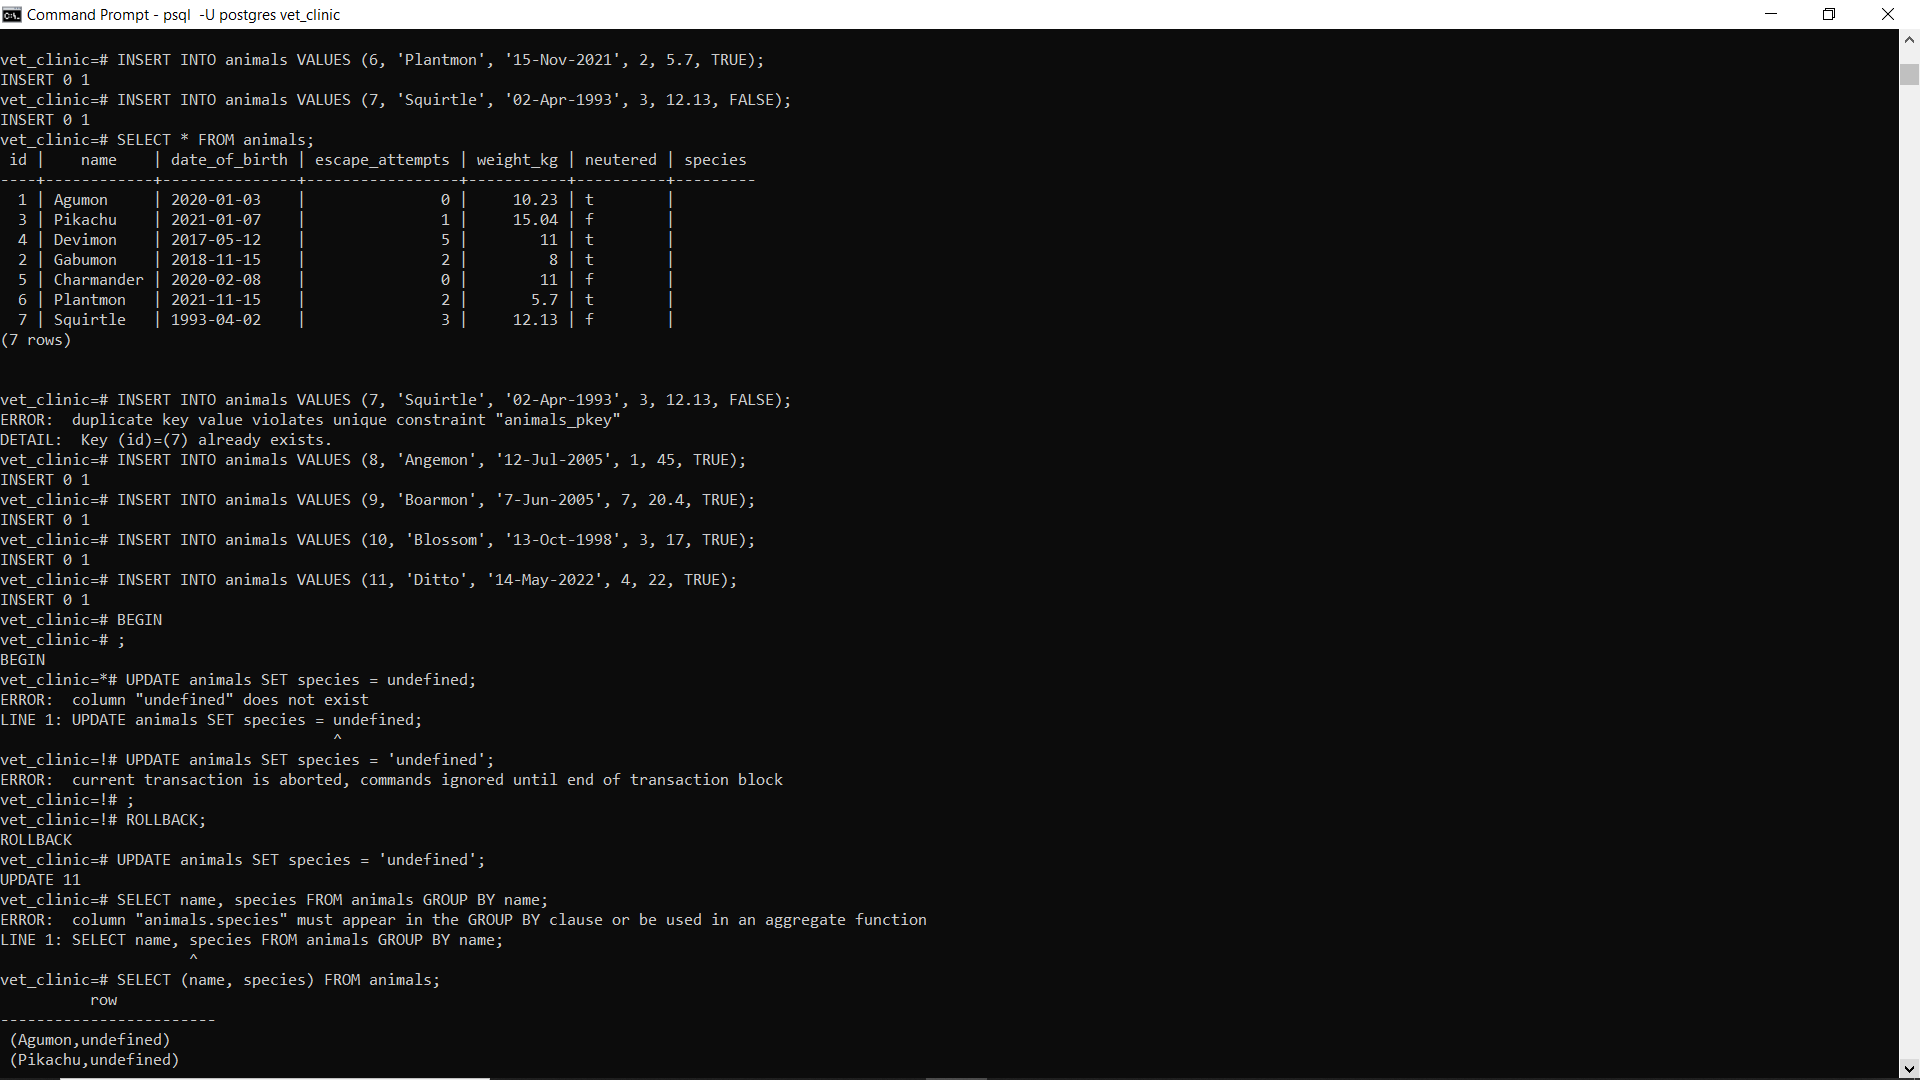 Command Prompt - psql  -U postgres vet_clinic
vet_clinic=# INSERT INTO animals VALUES (6, 'Plantmon', '15-Nov-2021', 2, 5.7, TRUE);
INSERT 0 1
vet_clinic=# INSERT INTO animals VALUES (7, 'Squirtle', '02-Apr-1993', 3, 12.13, FALSE);
INSERT 0 1
vet_clinic=# SELECT * FROM animals;
 id |    name    | date_of_birth | escape_attempts | weight_kg | neutered | species
----+------------+---------------+-----------------+-----------+----------+---------
  1 | Agumon     | 2020-01-03    |               0 |     10.23 | t        |
  3 | Pikachu    | 2021-01-07    |               1 |     15.04 | f        |
  4 | Devimon    | 2017-05-12    |               5 |        11 | t        |
  2 | Gabumon    | 2018-11-15    |               2 |         8 | t        |
  5 | Charmander | 2020-02-08    |               0 |        11 | f        |
  6 | Plantmon   | 2021-11-15    |               2 |       5.7 | t        |
  7 | Squirtle   | 1993-04-02    |               3 |     12.13 | f        |
(7 rows)
vet_clinic=# INSERT INTO animals VALUES (7, 'Squirtle', '02-Apr-1993', 3, 12.13, FALSE);
ERROR:  duplicate key value violates unique constraint "animals_pkey"
DETAIL:  Key (id)=(7) already exists.
vet_clinic=# INSERT INTO animals VALUES (8, 'Angemon', '12-Jul-2005', 1, 45, TRUE);
INSERT 0 1
vet_clinic=# INSERT INTO animals VALUES (9, 'Boarmon', '7-Jun-2005', 7, 20.4, TRUE);
INSERT 0 1
vet_clinic=# INSERT INTO animals VALUES (10, 'Blossom', '13-Oct-1998', 3, 17, TRUE);
INSERT 0 1
vet_clinic=# INSERT INTO animals VALUES (11, 'Ditto', '14-May-2022', 4, 22, TRUE);
INSERT 0 1
vet_clinic=# BEGIN
vet_clinic-# ;
BEGIN
vet_clinic=*# UPDATE animals SET species = undefined;
ERROR:  column "undefined" does not exist
LINE 1: UPDATE animals SET species = undefined;
                                     ^
vet_clinic=!# UPDATE animals SET species = 'undefined';
ERROR:  current transaction is aborted, commands ignored until end of transaction block
vet_clinic=!# ;
vet_clinic=!# ROLLBACK;
ROLLBACK
vet_clinic=# UPDATE animals SET species = 'undefined';
UPDATE 11
vet_clinic=# SELECT name, species FROM animals GROUP BY name;
ERROR:  column "animals.species" must appear in the GROUP BY clause or be used in an aggregate function
LINE 1: SELECT name, species FROM animals GROUP BY name;
                     ^
vet_clinic=# SELECT (name, species) FROM animals;
          row
------------------------
 (Agumon,undefined)
 (Pikachu,undefined)